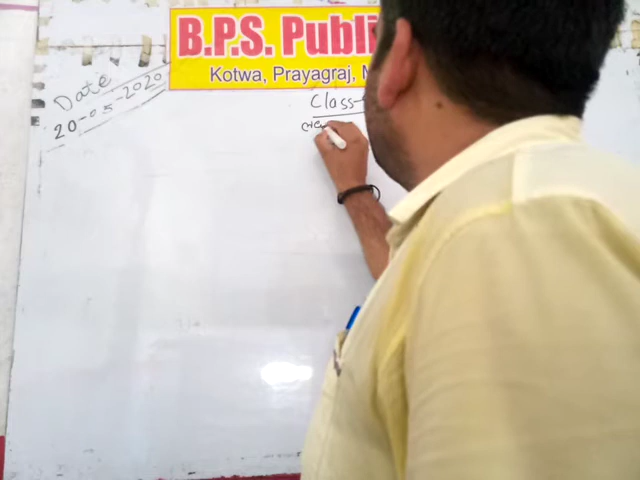 B.P.S. Publi
Kotwa, Prayagraj,
Date
20-05-2020
Class-